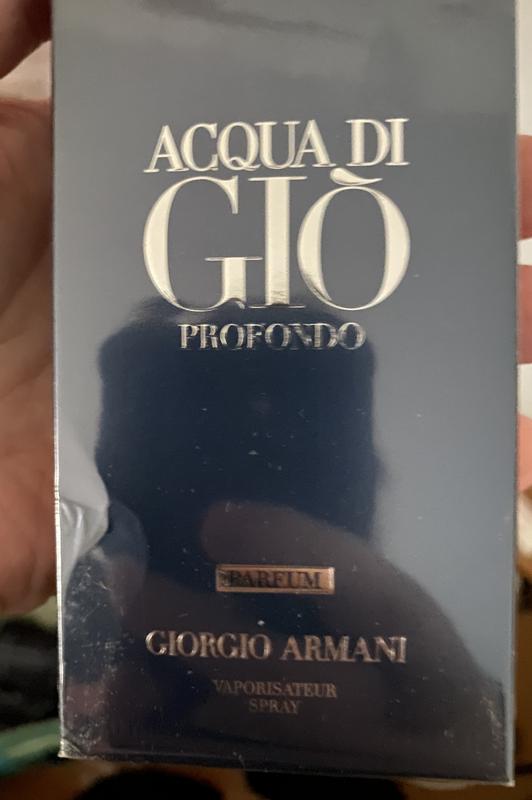 ACQUA DI
GIÒ
PROFONDO
PARFUM
GIORGIO ARMANI
VAPORISATEUR
SPRAY